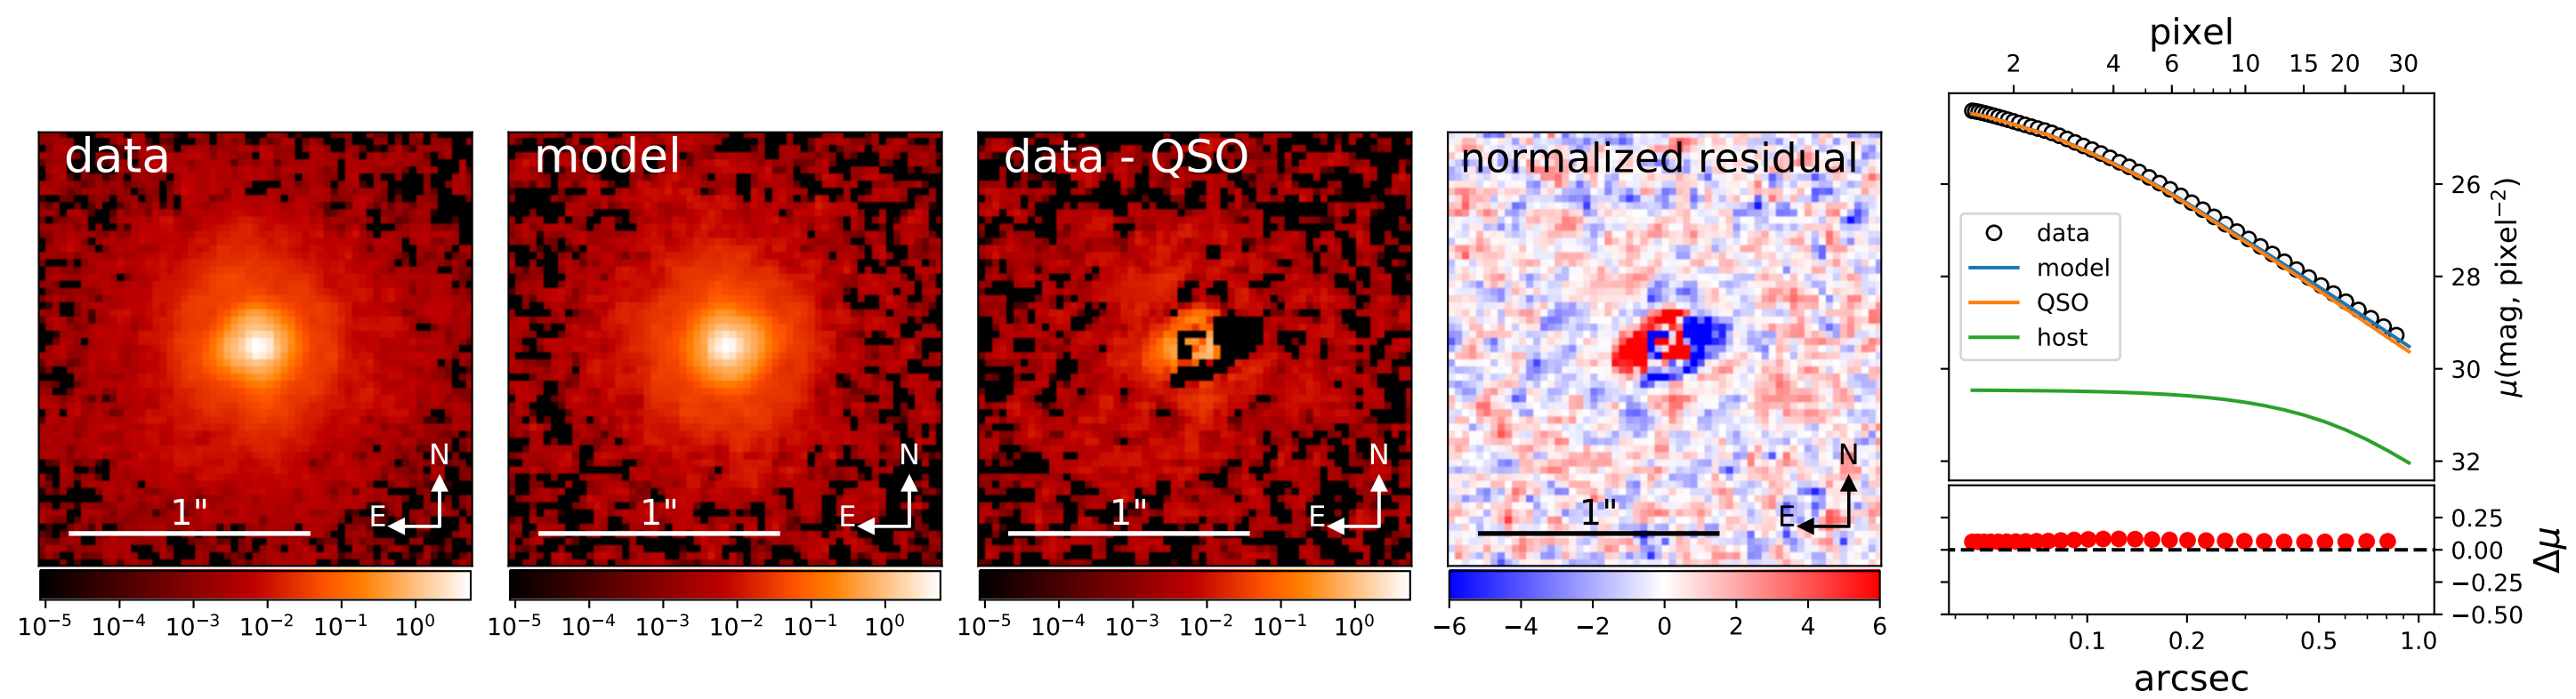 data
N
E
1"
10⁻⁵ 10⁻⁴ 10⁻³ 10⁻² 10⁻¹ 10⁰
model
N
E
1"
10⁻⁵ 10⁻⁴ 10⁻³ 10⁻² 10⁻¹ 10⁰
data - QSO
N
E
1"
10⁻⁵ 10⁻⁴ 10⁻³ 10⁻² 10⁻¹ 10⁰
normalized residual
N
E
1"
−6 −4 −2 0 2 4 6
pixel
2 4 6 10 15 20 30
data
model
QSO
host
26
28
30
32
μ(mag, pixel⁻²)
0.25
0.00
−0.25
−0.50
Δμ
0.1 0.2 0.5 1.0
arcsec